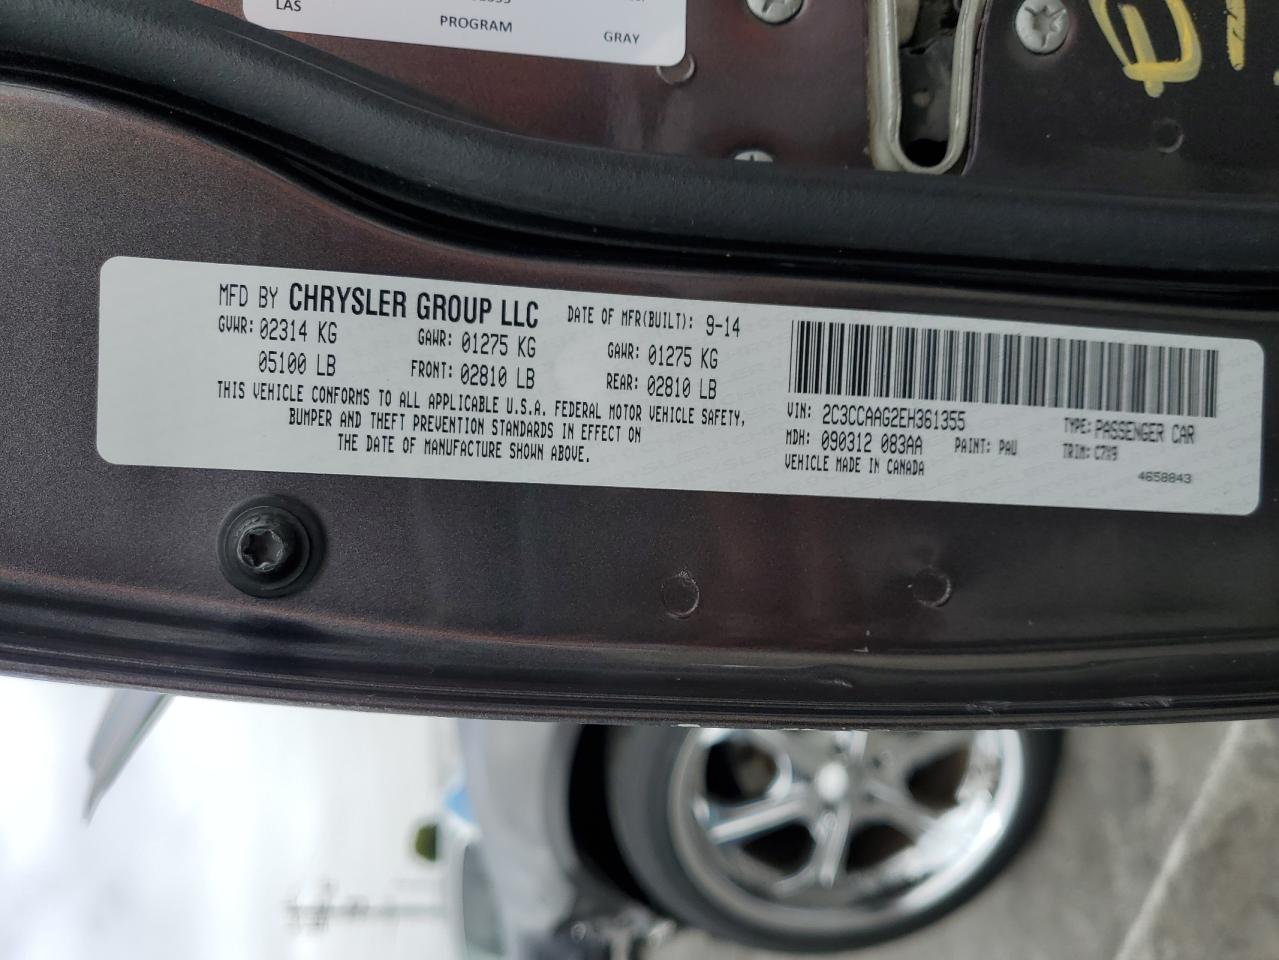 LAS
PROGRAM
GRAY
MFD BY CHRYSLER GROUP LLC DATE OF MFR(BUILT): 9-14
GVWR: 02314 KG GAWR: 01275 KG GAWR: 01275 KG
05100 LB FRONT: 02810 LB REAR: 02810 LB
THIS VEHICLE CONFORMS TO ALL APPLICABLE U.S.A. FEDERAL MOTOR VEHICLE SAFETY,
BUMPER AND THEFT PREVENTION STANDARDS IN EFFECT ON
THE DATE OF MANUFACTURE SHOWN ABOVE.
VIN: 2C3CCAAG2EH361355 TYPE: PASSENGER CAR
MDH: 090312 083AA PAINT: PAU TRIM: C7X9
VEHICLE MADE IN CANADA 4658843